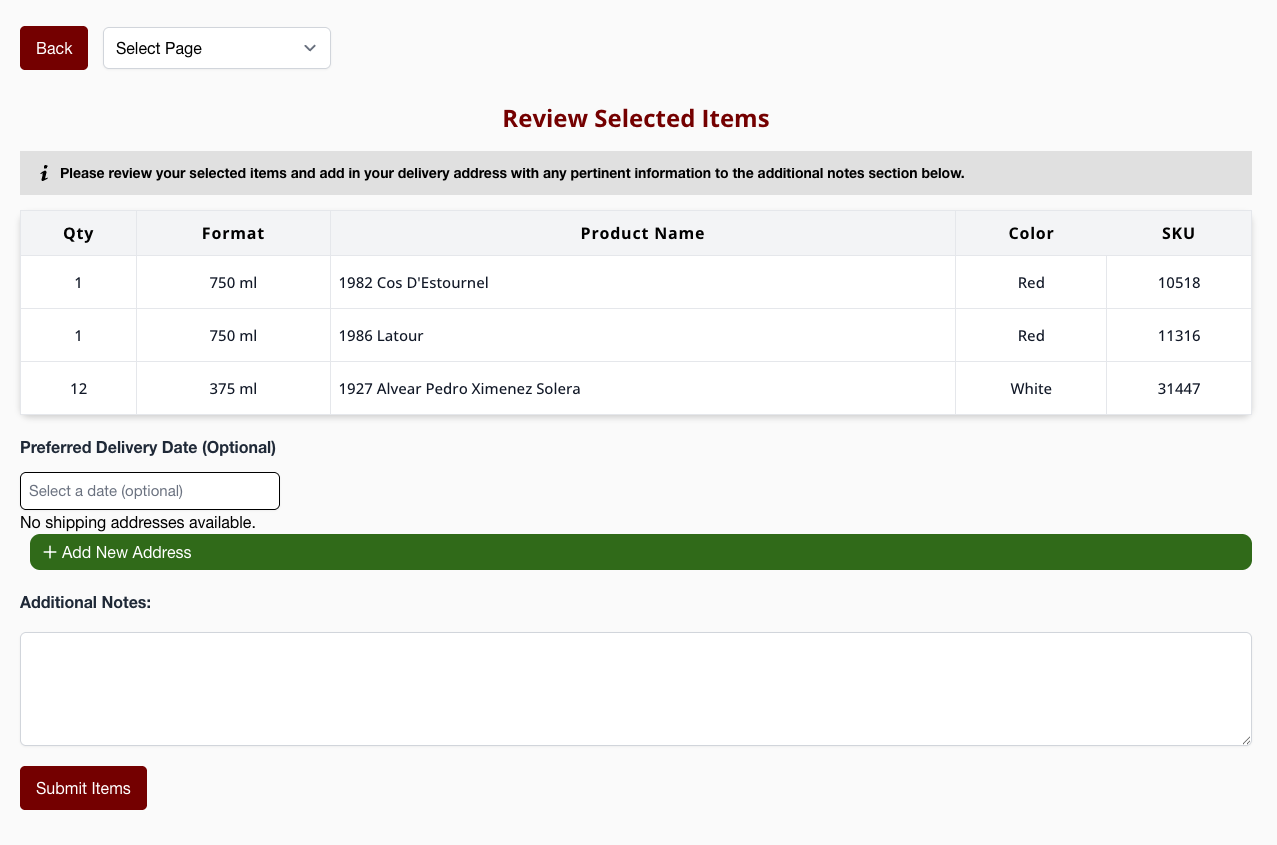 Back Select Page
Review Selected Items
i Please review your selected items and add in your delivery address with any pertinent information to the additional notes section below.
Qty Format Product Name Color SKU
1 750 ml 1982 Cos D'Estournel Red 10518
1 750 ml 1986 Latour Red 11316
12 375 ml 1927 Alvear Pedro Ximenez Solera White 31447
Preferred Delivery Date (Optional)
Select a date (optional)
No shipping addresses available.
+ Add New Address
Additional Notes:
Submit Items